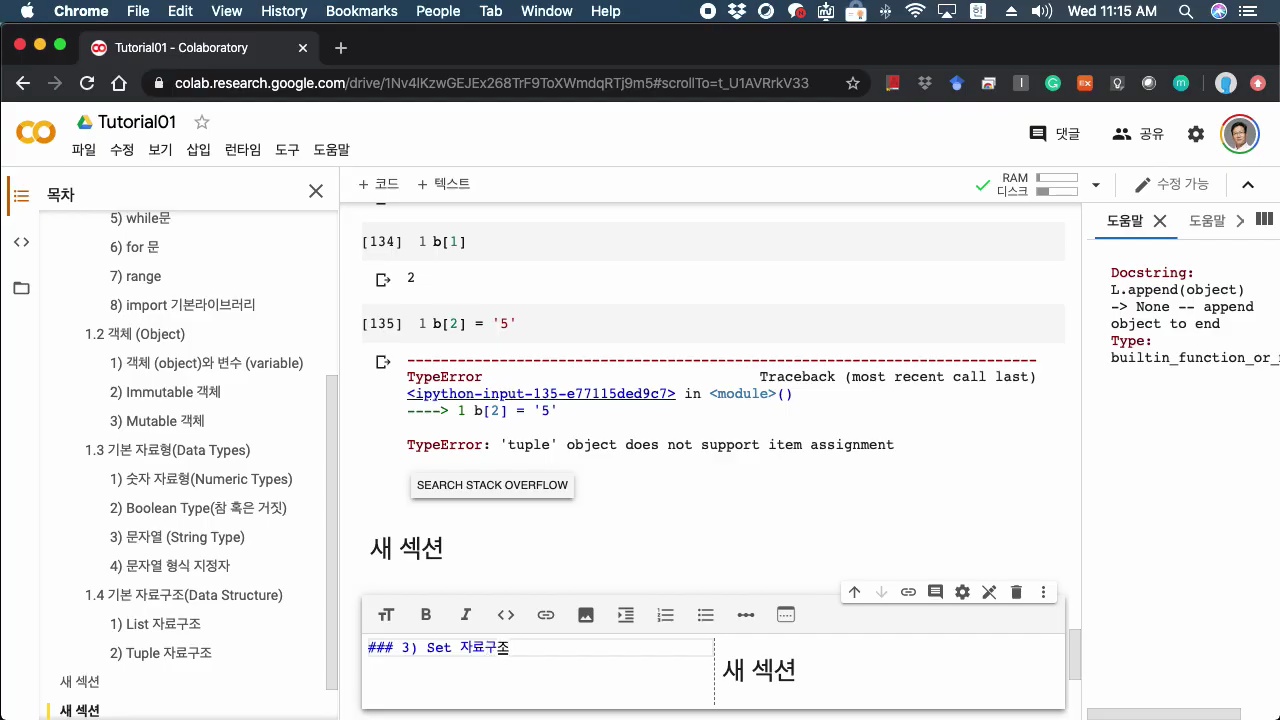 Chrome File Edit View History Bookmarks People Tab Window Help 한 Wed 11:15 AM
Tutorial01 - Colaboratory
colab.research.google.com/drive/1Nv4lKzwGEJEx268TrF9ToXWmdqRTj9m5#scrollTo=t_U1AVRrkV33
Tutorial01
파일 수정 보기 삽입 런타임 도구 도움말
댓글 공유
목차
5) while문
6) for 문
7) range
8) import 기본라이브러리
1.2 객체 (Object)
1) 객체 (object)와 변수 (variable)
2) Immutable 객체
3) Mutable 객체
1.3 기본 자료형(Data Types)
1) 숫자 자료형(Numeric Types)
2) Boolean Type(참 혹은 거짓)
3) 문자열 (String Type)
4) 문자열 형식 지정자
1.4 기본 자료구조(Data Structure)
1) List 자료구조
2) Tuple 자료구조
새 섹션
새 섹션
+ 코드 + 텍스트
RAM
디스크
수정 가능
[134] 1 b[1]
2
[135] 1 b[2] = '5'
TypeError Traceback (most recent call last)
<ipython-input-135-e77115ded9c7> in <module>()
----> 1 b[2] = '5'
TypeError: 'tuple' object does not support item assignment
SEARCH STACK OVERFLOW
새 섹션
### 3) Set 자료구조
새 섹션
도움말 도움말
Docstring:
L.append(object)
-> None -- append
object to end
Type:
builtin_function_or_